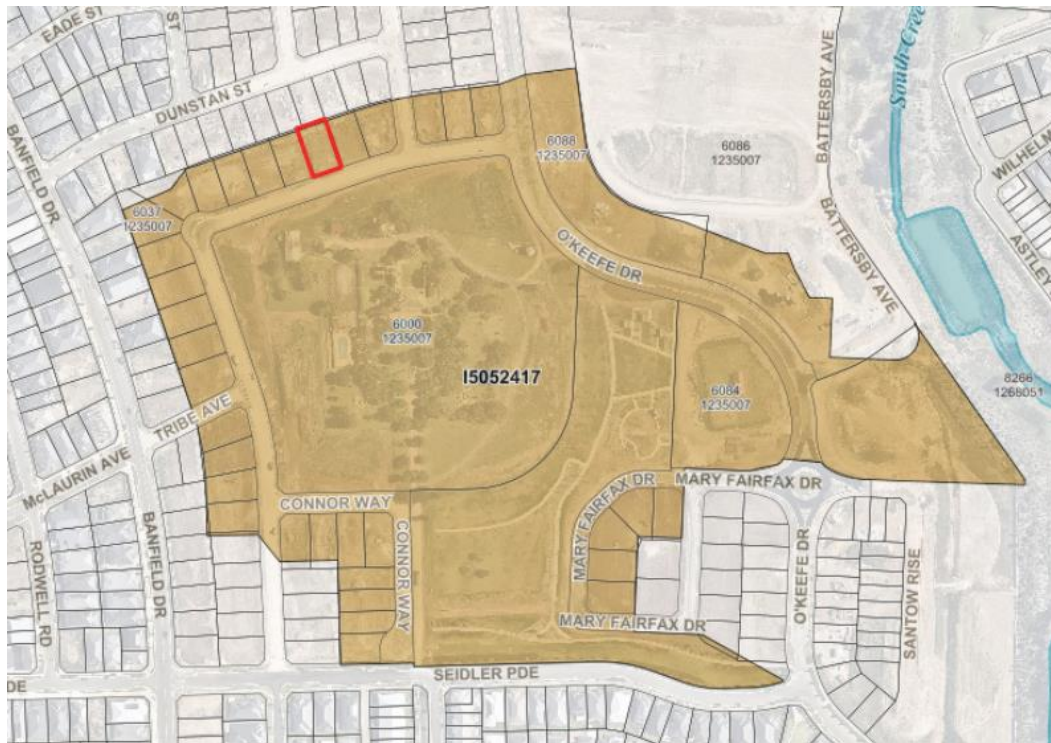 EADE ST
ST
DUNSTAN ST
BANFIELD DR
BATTERSBY AVE
South Cree
WILHELM
ASTLEY
6088
1235007
6086
1235007
BATTERSBY AVE
6037
1235007
O'KEEFE DR
6000
1235007
I5052417
6084
1235007
8266
1268051
TRIBE AVE
McLAURIN AVE
CONNOR WAY
MARY FAIRFAX DR
MARY FAIRFAX DR
BANFIELD DR
CONNOR WAY
RODWELL RD
O'KEEFE DR
SANTOW RISE
MARY FAIRFAX DR
SEIDLER PDE
DE